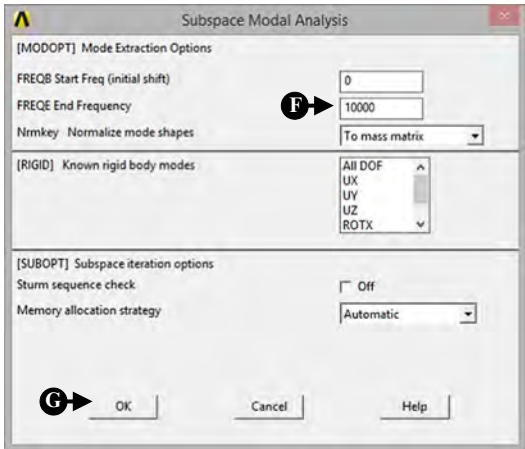 Subspace Modal Analysis
[MODOPT] Mode Extraction Options
FREQB Start Freq (initial shift) 0
FREQE End Frequency F 10000
Nrmkey Normalize mode shapes To mass matrix
[RIGID] Known rigid body modes All DOF
UX
UY
UZ
ROTX
[SUBOPT] Subspace iteration options
Sturm sequence check Off
Memory allocation strategy Automatic
G OK Cancel Help